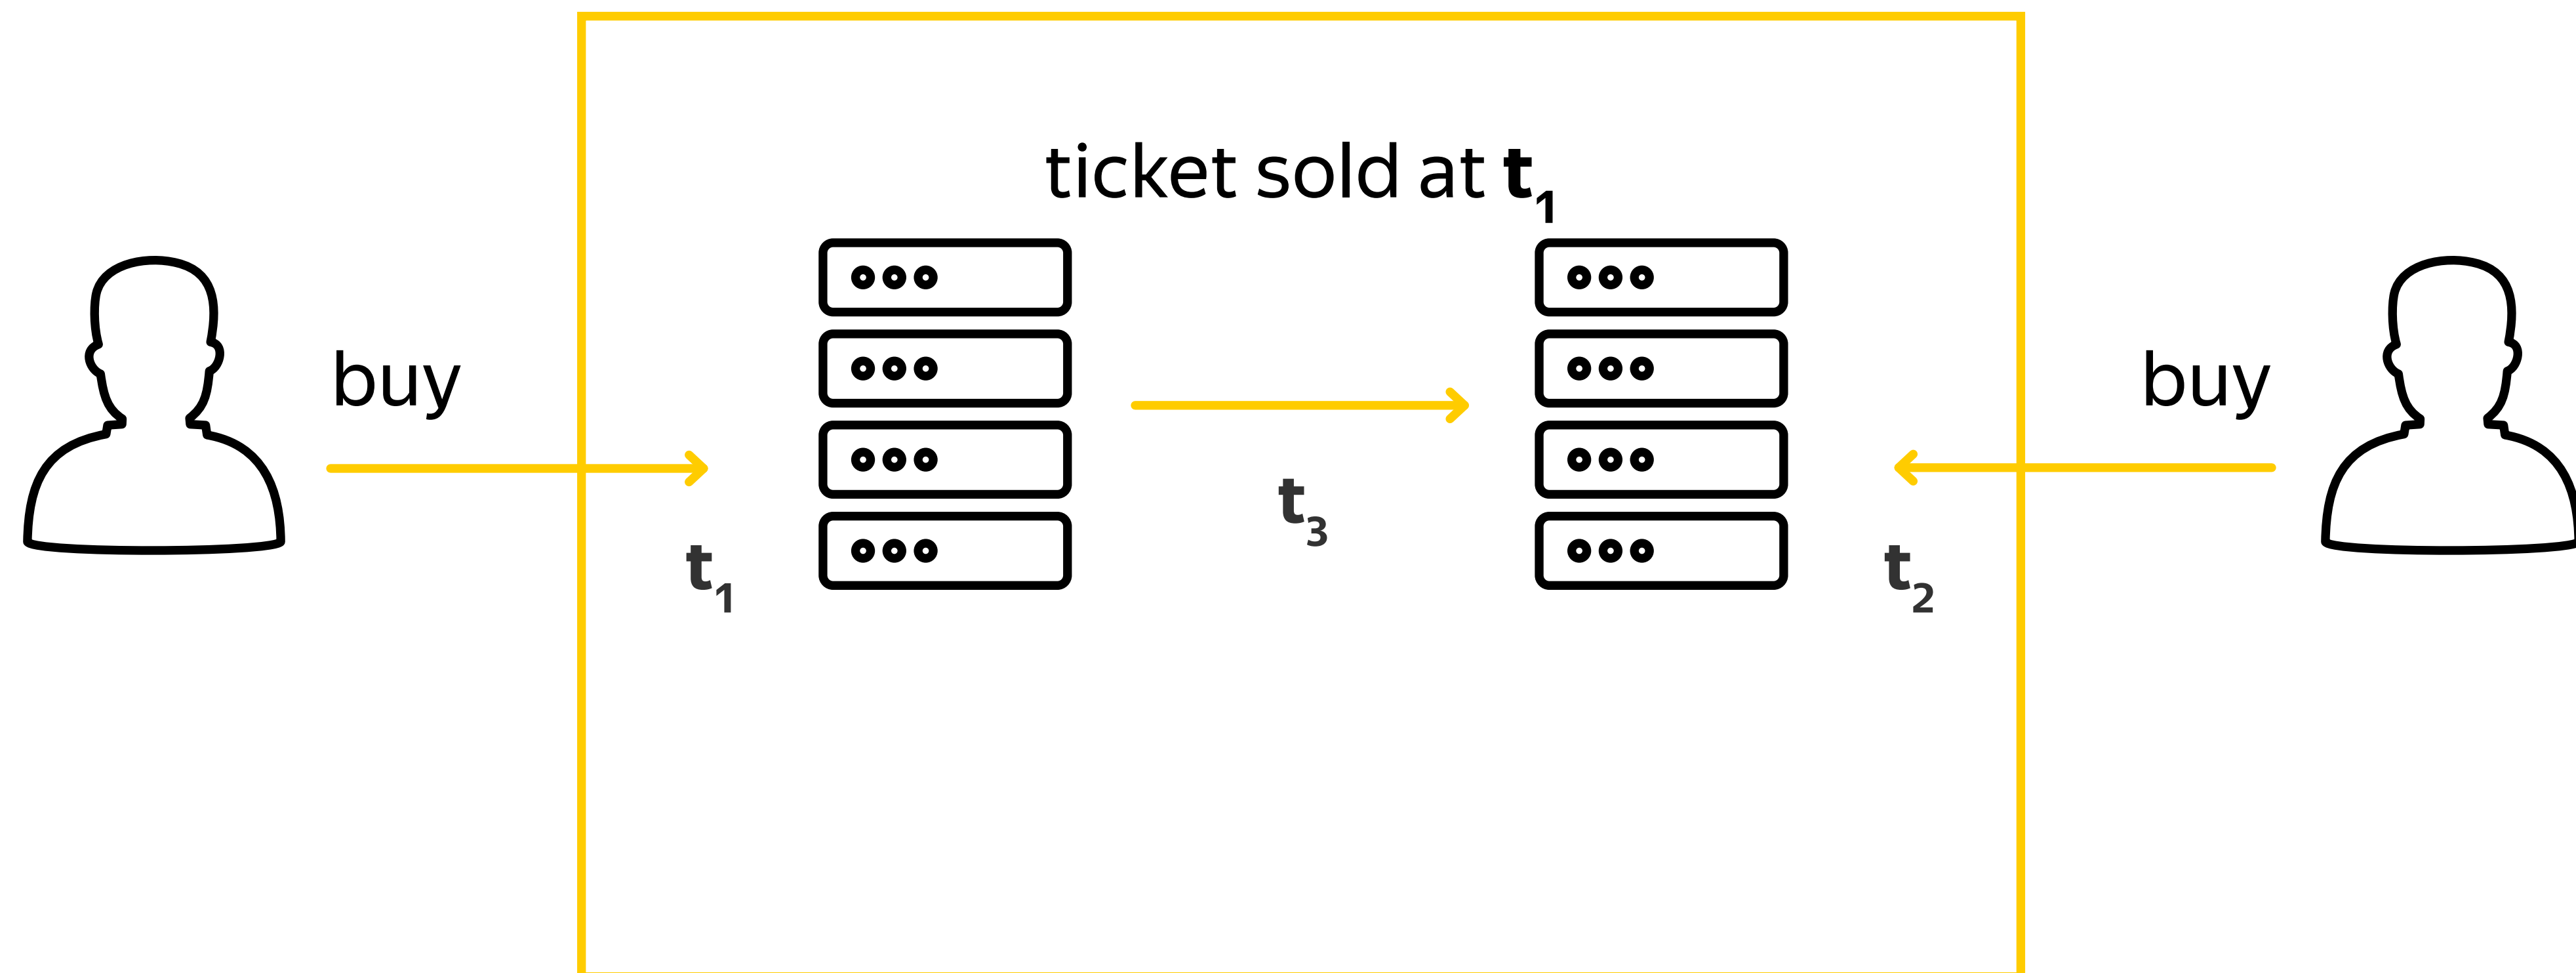 ticket sold at t₁
buy
buy
t₃
t₁
t₂